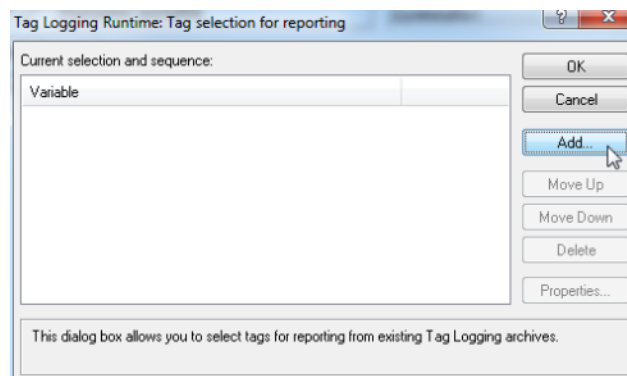 Tag Logging Runtime: Tag selection for reporting
Current selection and sequence:
Variable
OK
Cancel
Add...
Move Up
Move Down
Delete
Properties...
This dialog box allows you to select tags for reporting from existing Tag Logging archives.